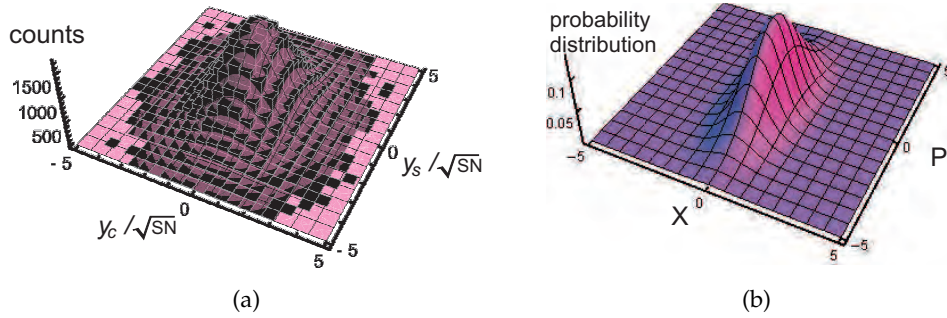 counts
1500
1000
500
- 5
0
5
- 5
0
5
y_c /√SN
y_s /√SN
(a)
probability
distribution
0.1
0.05
−5
0
5
−5
0
5
X
P
(b)